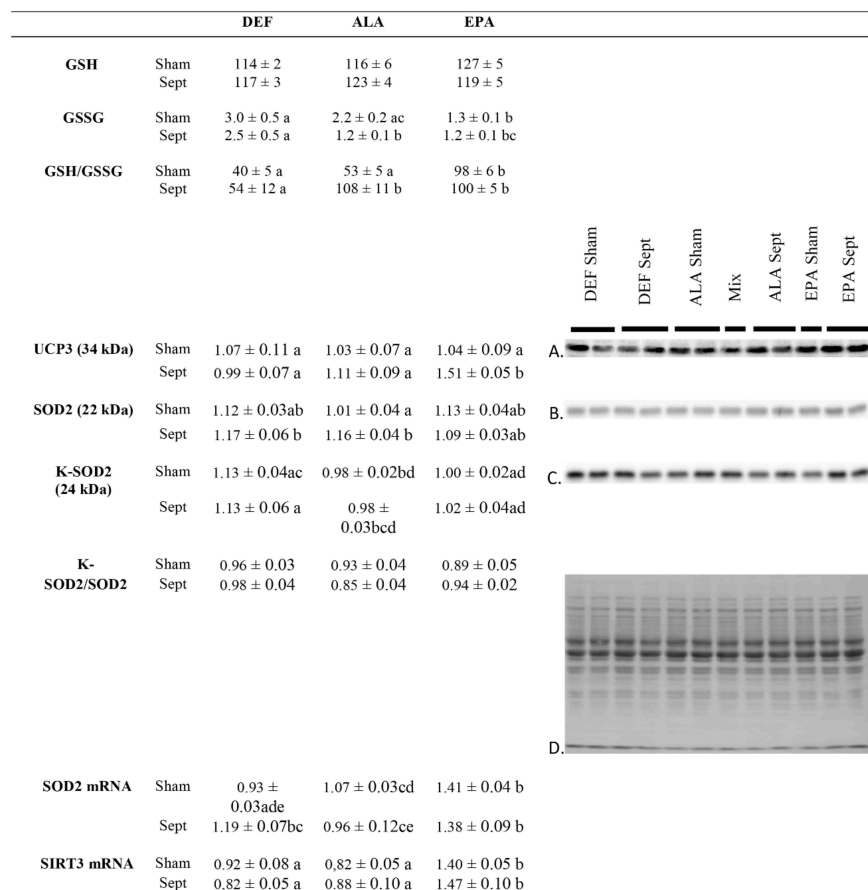 DEF ALA EPA
GSH Sham 114 ± 2 116 ± 6 127 ± 5
Sept 117 ± 3 123 ± 4 119 ± 5
GSSG Sham 3.0 ± 0.5 a 2.2 ± 0.2 ac 1.3 ± 0.1 b
Sept 2.5 ± 0.5 a 1.2 ± 0.1 b 1.2 ± 0.1 bc
GSH/GSSG Sham 40 ± 5 a 53 ± 5 a 98 ± 6 b
Sept 54 ± 12 a 108 ± 11 b 100 ± 5 b
DEF Sham
DEF Sept
ALA Sham
Mix
ALA Sept
EPA Sham
EPA Sept
UCP3 (34 kDa) Sham 1.07 ± 0.11 a 1.03 ± 0.07 a 1.04 ± 0.09 a A.
Sept 0.99 ± 0.07 a 1.11 ± 0.09 a 1.51 ± 0.05 b
SOD2 (22 kDa) Sham 1.12 ± 0.03ab 1.01 ± 0.04 a 1.13 ± 0.04ab B.
Sept 1.17 ± 0.06 b 1.16 ± 0.04 b 1.09 ± 0.03ab
K-SOD2 Sham 1.13 ± 0.04ac 0.98 ± 0.02bd 1.00 ± 0.02ad C.
(24 kDa)
Sept 1.13 ± 0.06 a 0.98 ± 1.02 ± 0.04ad
0.03bcd
K- Sham 0.96 ± 0.03 0.93 ± 0.04 0.89 ± 0.05
SOD2/SOD2 Sept 0.98 ± 0.04 0.85 ± 0.04 0.94 ± 0.02
D.
SOD2 mRNA Sham 0.93 ± 1.07 ± 0.03cd 1.41 ± 0.04 b
0.03ade
Sept 1.19 ± 0.07bc 0.96 ± 0.12ce 1.38 ± 0.09 b
SIRT3 mRNA Sham 0.92 ± 0.08 a 0,82 ± 0.05 a 1.40 ± 0.05 b
Sept 0.82 ± 0.05 a 0.88 ± 0.10 a 1.47 ± 0.10 b